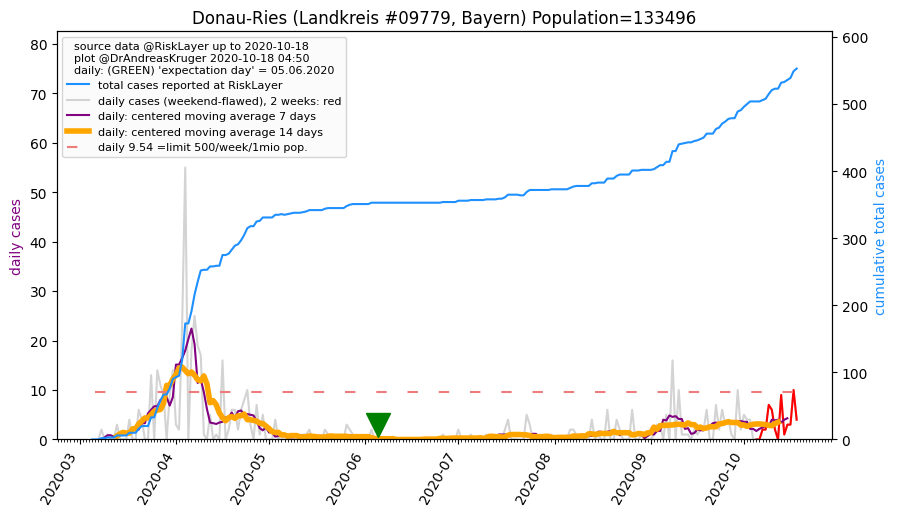 Donau-Ries (Landkreis #09779, Bayern) Population=133496
source data @RiskLayer up to 2020-10-18
plot @DrAndreasKruger 2020-10-18 04:50
daily: (GREEN) 'expectation day' = 05.06.2020
total cases reported at RiskLayer
daily cases (weekend-flawed), 2 weeks: red
daily: centered moving average 7 days
daily: centered moving average 14 days
daily 9.54 =limit 500/week/1mio pop.
daily cases
80
70
60
50
40
30
20
10
0
cumulative total cases
600
500
400
300
200
100
0
2020-03
2020-04
2020-05
2020-06
2020-07
2020-08
2020-09
2020-10